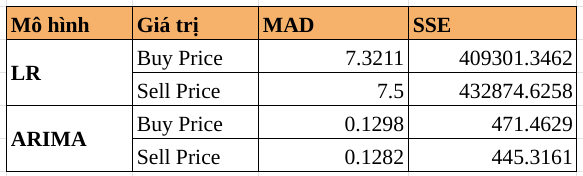 Mô hình Giá trị MAD SSE
LR Buy Price 7.3211 409301.3462
Sell Price 7.5 432874.6258
ARIMA Buy Price 0.1298 471.4629
Sell Price 0.1282 445.3161